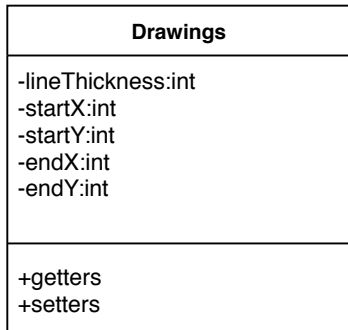 Drawings
-lineThickness:int
-startX:int
-startY:int
-endX:int
-endY:int
+getters
+setters